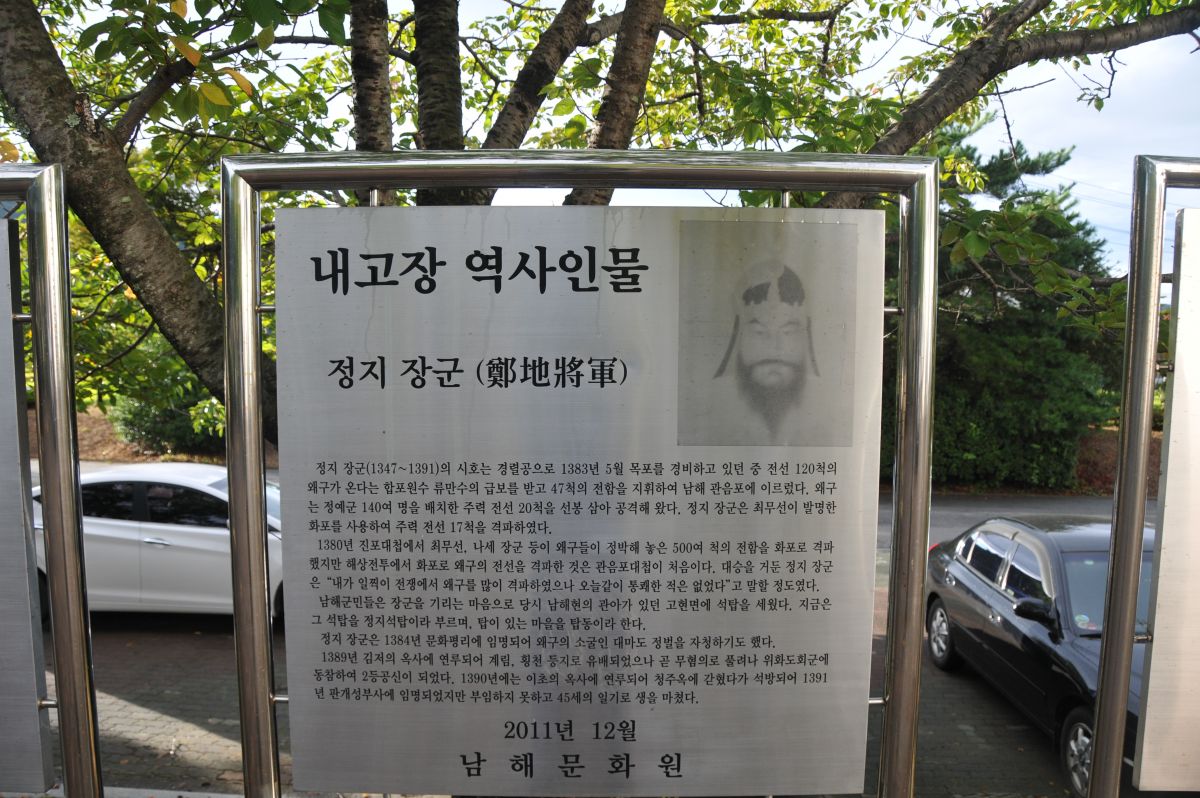 내고장 역사인물
정지 장군 (鄭地將軍)
정지 장군(1347~1391)의 시호는 경렬공으로 1383년 5월 목포를 경비하고 있던 중 전선 120척의
왜구가 온다는 합포원수 류만수의 급보를 받고 47척의 전함을 지휘하여 남해 관음포에 이르렀다. 왜구
는 정예군 140여 명을 배치한 주력 전선 20척을 선봉 삼아 공격해 왔다. 정지 장군은 최무선이 발명한
화포를 사용하여 주력 전선 17척을 격파하였다.
1380년 진포대첩에서 최무선, 나세 장군 등이 왜구들이 정박해 놓은 500여 척의 전함을 화포로 격파
했지만 해상전투에서 화포로 왜구의 전선을 격파한 것은 관음포대첩이 처음이다. 대승을 거둔 정지 장군
은 “내가 일찍이 전쟁에서 왜구를 많이 격파하였으나 오늘같이 통쾌한 적은 없었다”고 말할 정도였다.
남해군민들은 장군을 기리는 마음으로 당시 남해현의 관아가 있던 고현면에 석탑을 세웠다. 지금은
그 석탑을 정지석탑이라 부르며, 탑이 있는 마을을 탑동이라 한다.
정지 장군은 1384년 문화평리에 임명되어 왜구의 소굴인 대마도 정벌을 자청하기도 했다.
1389년 김저의 옥사에 연루되어 계림, 횡천 등지로 유배되었으나 곧 무혐의로 풀려나 위화도회군에
동참하여 2등공신이 되었다. 1390년에는 이초의 옥사에 연루되어 청주옥에 갇혔다가 석방되어 1391
년 판개성부사에 임명되었지만 부임하지 못하고 45세의 일기로 생을 마쳤다.
2011년 12월
남해문화원